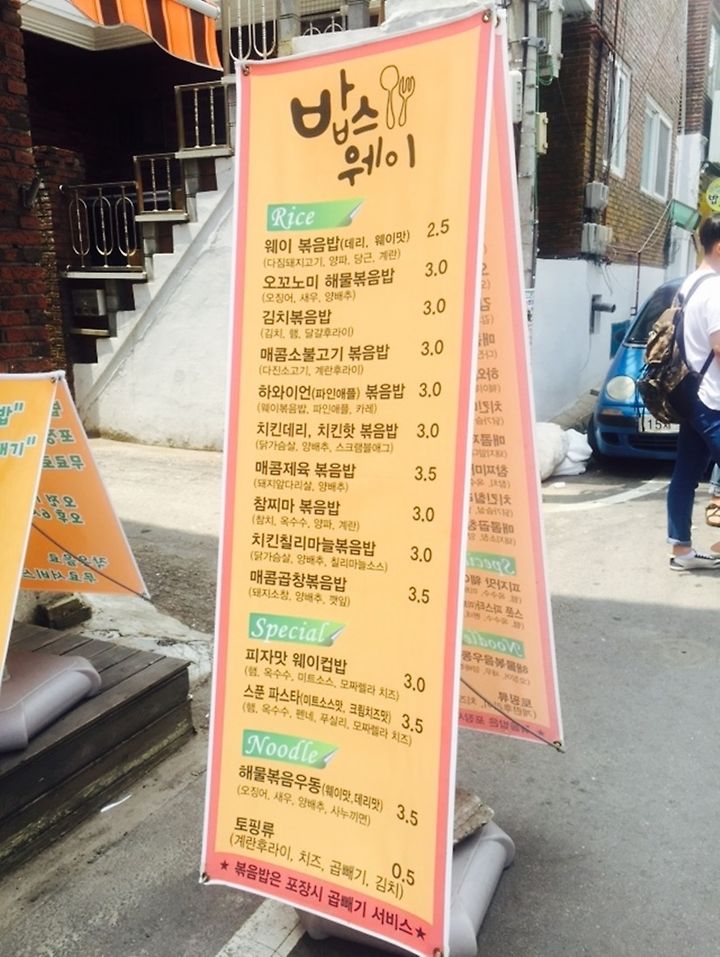 밥스
웨이
Rice
웨이 볶음밥(데리, 웨이맛) 2.5
(다짐돼지고기, 양파, 당근, 계란)
오꼬노미 해물볶음밥 3.0
(오징어, 새우, 양배추)
김치볶음밥 3.0
(김치, 햄, 달걀후라이)
매콤소불고기 볶음밥 3.0
(다진소고기, 계란후라이)
하와이언(파인애플) 볶음밥 3.0
(웨이볶음밥, 파인애플, 카레)
치킨데리, 치킨핫 볶음밥 3.0
(닭가슴살, 양배추, 스크램블에그)
매콤제육 볶음밥 3.5
(돼지앞다리살, 양배추)
참찌마 볶음밥 3.0
(참치, 옥수수, 양파, 계란)
치킨칠리마늘볶음밥 3.0
(닭가슴살, 양배추, 칠리마늘소스)
매콤곱창볶음밥 3.5
(돼지소창, 양배추, 깻잎)
Special
피자맛 웨이컵밥 3.0
(햄, 옥수수, 미트소스, 모짜렐라 치즈)
스푼 파스타(미트소스맛, 크림치즈맛) 3.5
(햄, 옥수수, 펜네, 푸실리, 모짜렐라 치즈)
Noodle
해물볶음우동(웨이맛,데리맛) 3.5
(오징어, 새우, 양배추, 사누끼면)
토핑류 0.5
(계란후라이, 치즈, 곱빼기, 김치)
★ 볶음밥은 포장시 곱빼기 서비스★